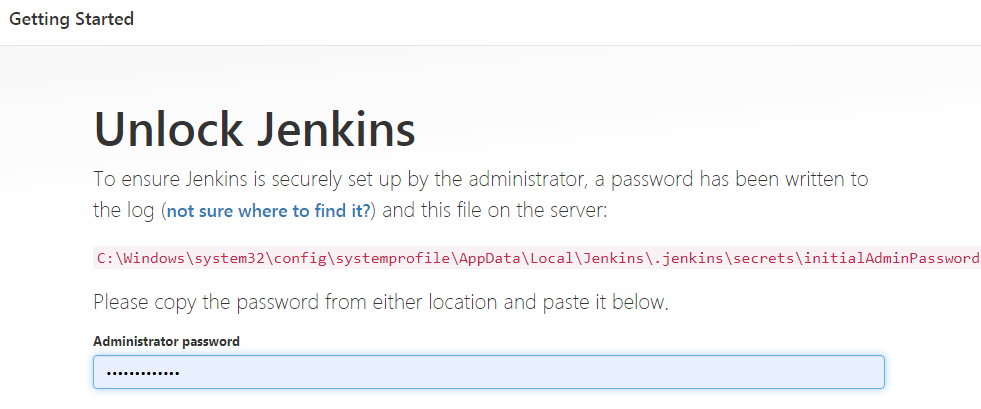 Getting Started
Unlock Jenkins
To ensure Jenkins is securely set up by the administrator, a password has been written to
the log (not sure where to find it?) and this file on the server:
C:\Windows\system32\config\systemprofile\AppData\Local\Jenkins\.jenkins\secrets\initialAdminPassword
Please copy the password from either location and paste it below.
Administrator password
•••••••••••••